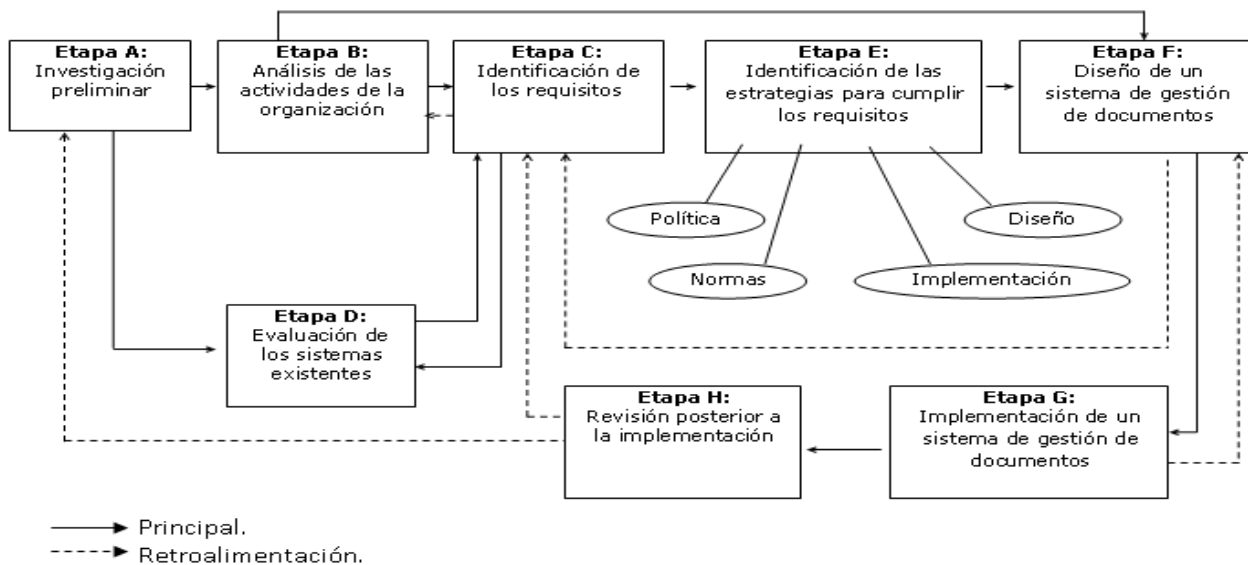 Etapa A:
Investigación
preliminar
Etapa B:
Análisis de las
actividades de la
organización
Etapa C:
Identificación de
los requisitos
Etapa E:
Identificación de las
estrategias para cumplir
los requisitos
Etapa F:
Diseño de un
sistema de gestión
de documentos
Política
Diseño
Normas
Implementación
Etapa D:
Evaluación de
los sistemas
existentes
Etapa H:
Revisión posterior a
la implementación
Etapa G:
Implementación de un
sistema de gestión de
documentos
Principal.
Retroalimentación.